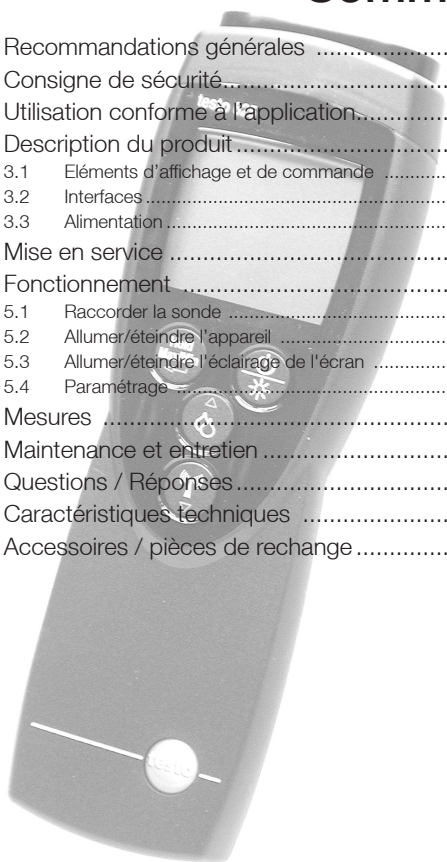 Recommandations générales ....................
Consigne de sécurité..............................
Utilisation conforme à l'application............
Description du produit............................
3.1 Eléments d'affichage et de commande ............
3.2 Interfaces ............
3.3 Alimentation ............
Mise en service ....................
Fonctionnement ....................
5.1 Raccorder la sonde ............
5.2 Allumer/éteindre l'appareil ............
5.3 Allumer/éteindre l'éclairage de l'écran ............
5.4 Paramétrage ............
Mesures ....................
Maintenance et entretien ....................
Questions / Réponses ....................
Caractéristiques techniques ....................
Accessoires / pièces de rechange ..............
testo